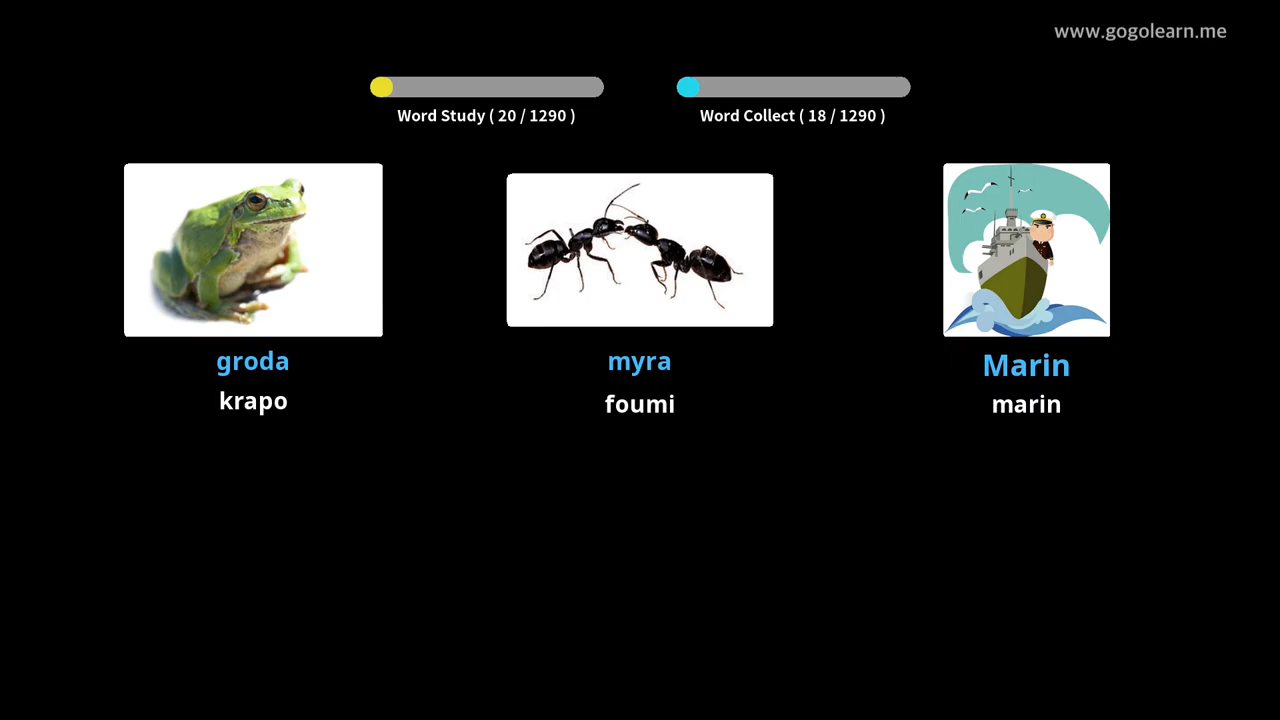 www.gogolearn.me
Word Study ( 20 / 1290 )
Word Collect ( 18 / 1290 )
groda
krapo
myra
foumi
Marin
marin